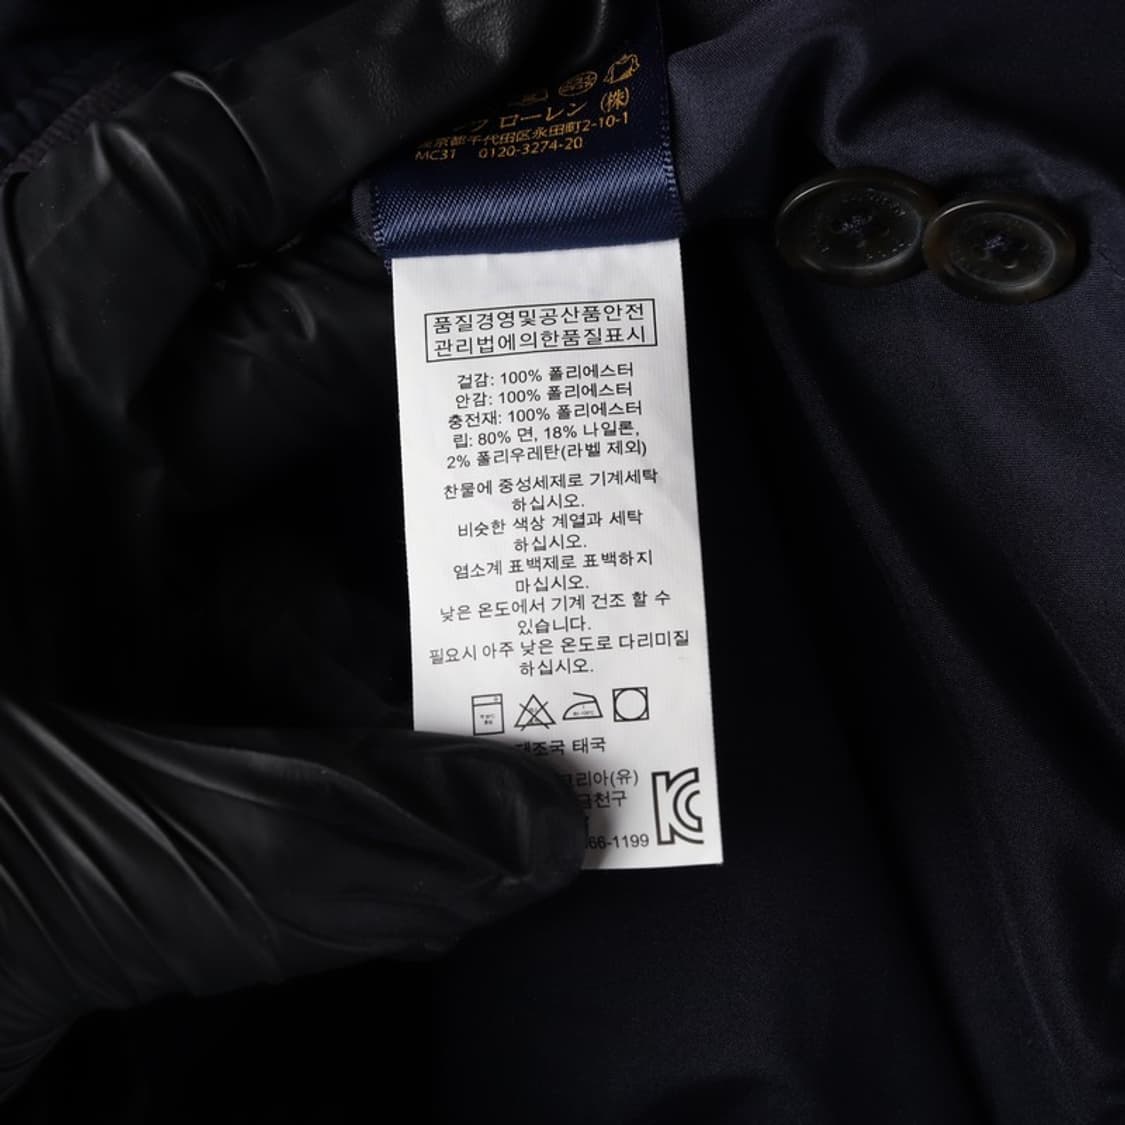 ローレン (株)
東京都千代田区永田町2-10-1
MC31 0120-3274-20
품질경영및공산품안전
관리법에의한품질표시
겉감: 100% 폴리에스터
안감: 100% 폴리에스터
충전재: 100% 폴리에스터
립: 80% 면, 18% 나일론,
2% 폴리우레탄(라벨 제외)
찬물에 중성세제로 기계세탁
하십시오.
비슷한 색상 계열과 세탁
하십시오.
염소계 표백제로 표백하지
마십시오.
낮은 온도에서 기계 건조 할 수
있습니다.
필요시 아주 낮은 온도로 다리미질
하십시오.
제조국 태국
코리아(유)
금천구
66-1199